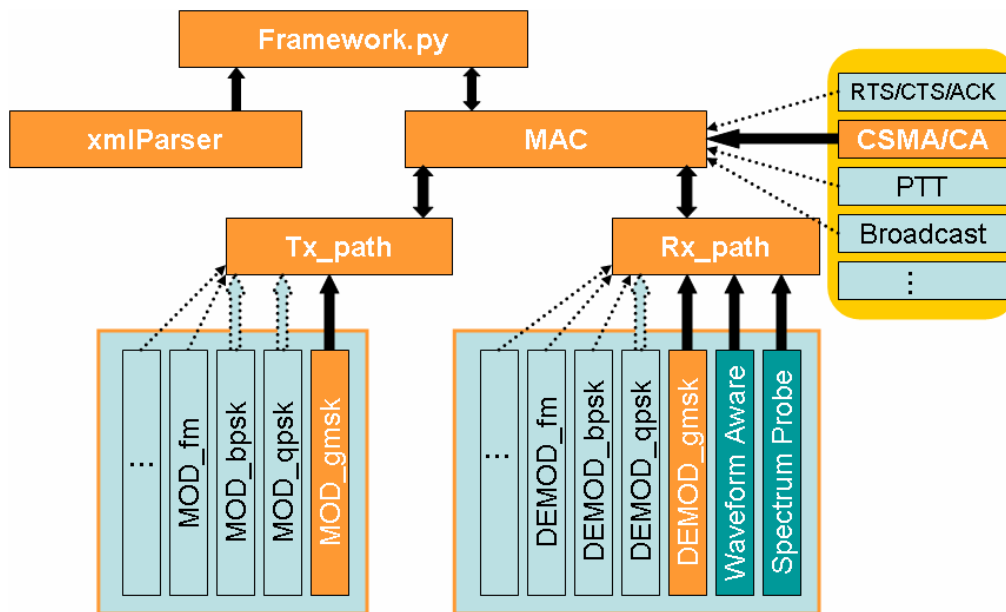 Framework.py
xmlParser
MAC
RTS/CTS/ACK
CSMA/CA
PTT
Broadcast
⋮
Tx_path
Rx_path
...
MOD_fm
MOD_bpsk
MOD_qpsk
MOD_gmsk
...
DEMOD_fm
DEMOD_bpsk
DEMOD_qpsk
DEMOD_gmsk
Waveform Aware
Spectrum Probe